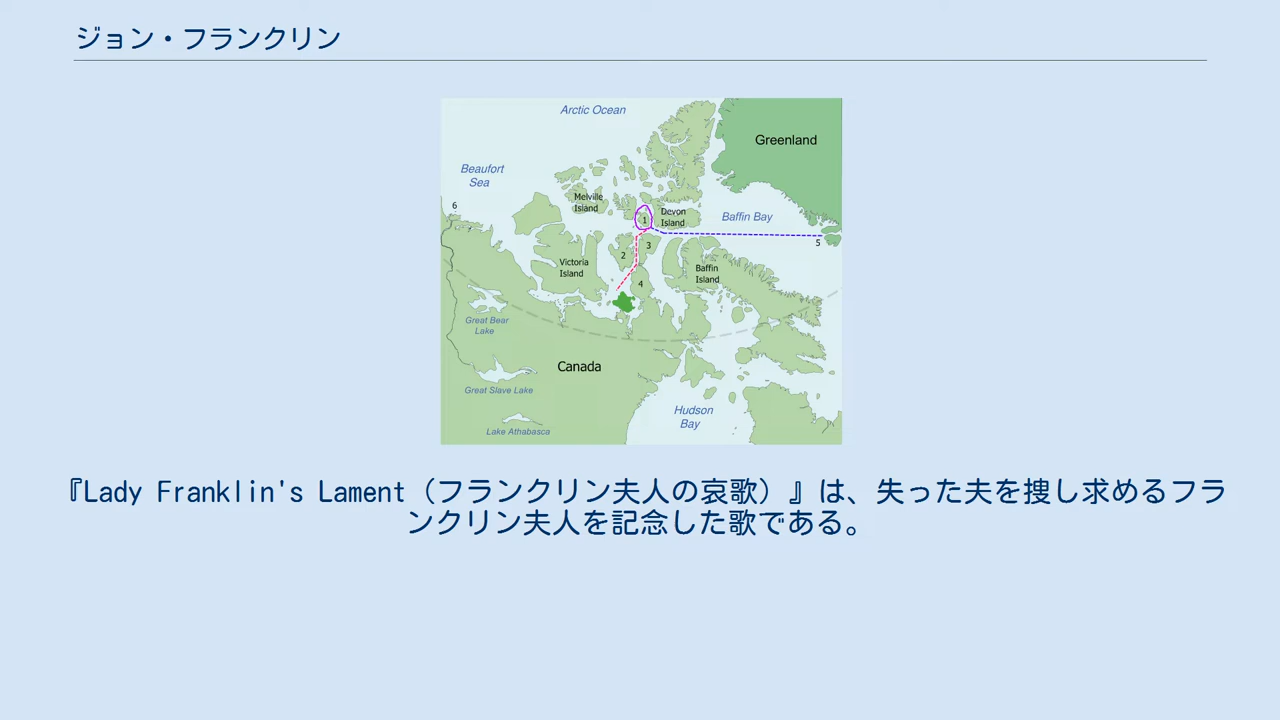 ジョン・フランクリン
Arctic Ocean
Greenland
Beaufort
Sea
Melville
Island
6
1
Devon
Island
Baffin Bay
5
3
2
Victoria
Island
Baffin
Island
4
Great Bear
Lake
Canada
Great Slave Lake
Hudson
Bay
Lake Athabasca
『Lady Franklin's Lament（フランクリン夫人の哀歌）』は、失った夫を捜し求めるフラ
ンクリン夫人を記念した歌である。